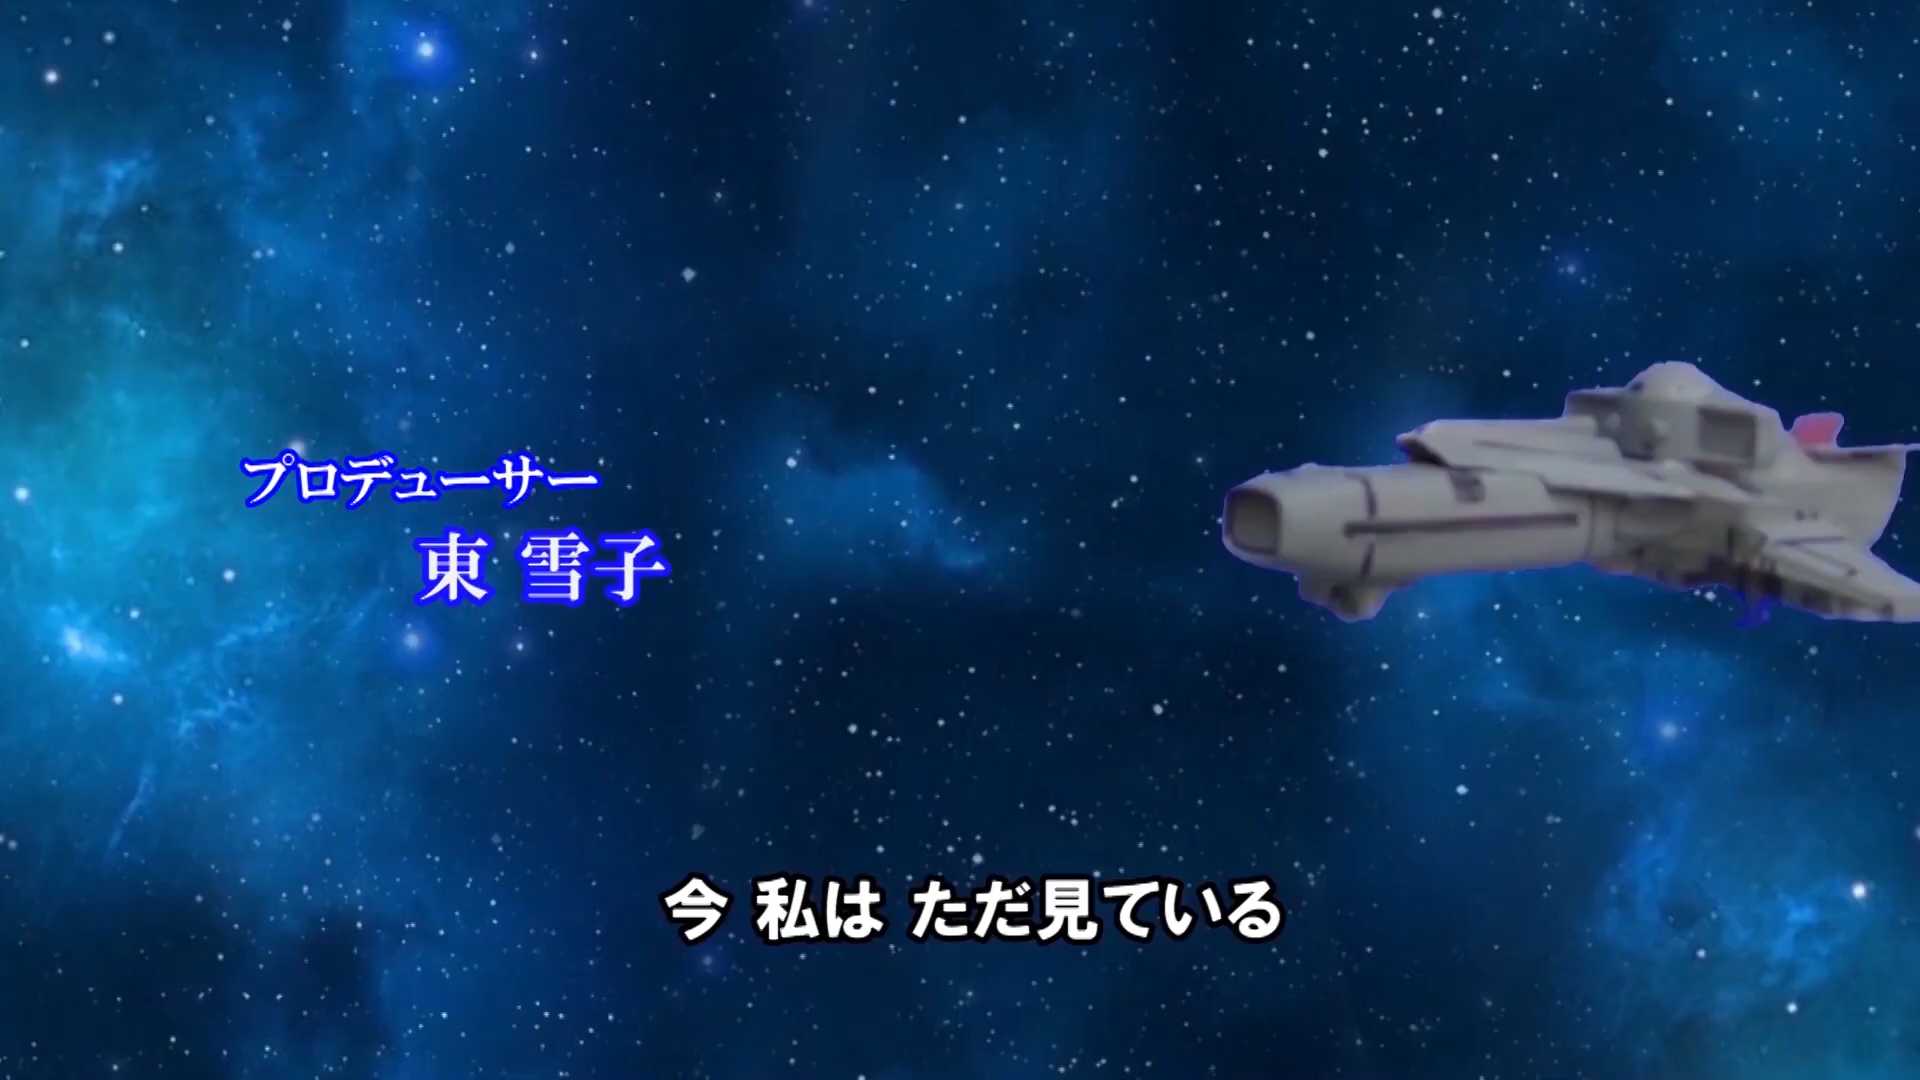 プロデューサー
東 雪子
今 私は ただ見ている